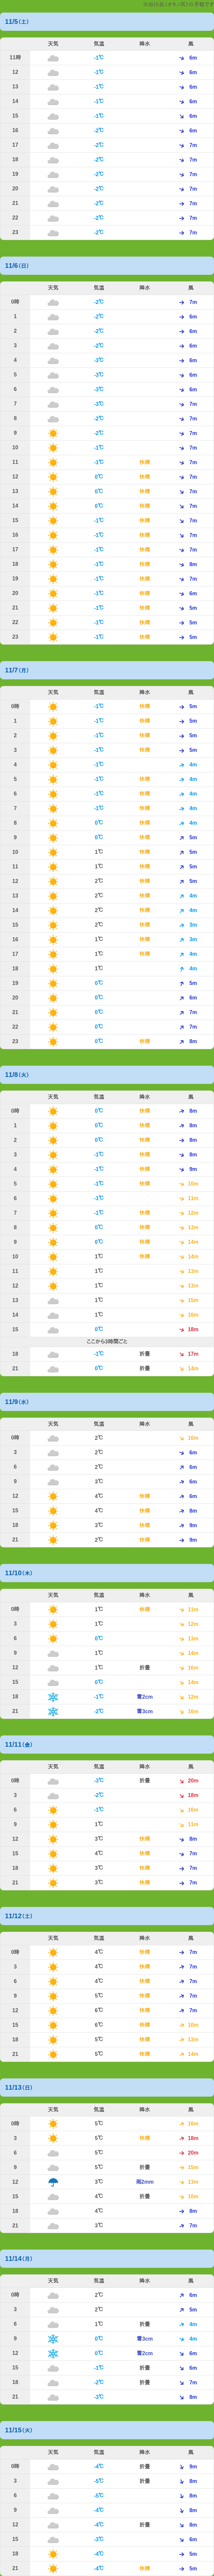 11/5(土)
天気 気温 降水 風
11時 -1℃ 6m
12 -1℃ 6m
13 -1℃ 6m
14 -1℃ 6m
15 -1℃ 6m
16 -2℃ 6m
17 -2℃ 7m
18 -2℃ 7m
19 -2℃ 7m
20 -2℃ 7m
21 -2℃ 7m
22 -2℃ 7m
23 -2℃ 7m
11/6(日)
天気 気温 降水 風
0時 -2℃ 7m
1 -2℃ 6m
2 -2℃ 6m
3 -2℃ 6m
4 -3℃ 6m
5 -3℃ 6m
6 -3℃ 6m
7 -3℃ 7m
8 -2℃ 7m
9 -2℃ 7m
10 -1℃ 7m
11 -1℃ 快晴 7m
12 0℃ 快晴 7m
13 0℃ 快晴 7m
14 0℃ 快晴 7m
15 -1℃ 快晴 7m
16 -1℃ 快晴 7m
17 -1℃ 快晴 7m
18 -1℃ 快晴 8m
19 -1℃ 快晴 7m
20 -1℃ 快晴 6m
21 -1℃ 快晴 5m
22 -1℃ 快晴 5m
23 -1℃ 快晴 5m
11/7(月)
天気 気温 降水 風
0時 -1℃ 快晴 5m
1 -1℃ 快晴 5m
2 -1℃ 快晴 5m
3 -1℃ 快晴 5m
4 -1℃ 4m
5 -1℃ 快晴 4m
6 -1℃ 快晴 4m
7 -1℃ 快晴 4m
8 0℃ 快晴 4m
9 0℃ 快晴 5m
10 1℃ 快晴 5m
11 1℃ 快晴 5m
12 2℃ 快晴 5m
13 2℃ 快晴 4m
14 2℃ 快晴 4m
15 2℃ 快晴 3m
16 1℃ 快晴 3m
17 1℃ 快晴 4m
18 1℃ 4m
19 0℃ 5m
20 0℃ 6m
21 0℃ 7m
22 0℃ 7m
23 0℃ 快晴 8m
11/8(火)
天気 気温 降水 風
0時 0℃ 快晴 8m
1 0℃ 快晴 8m
2 0℃ 快晴 8m
3 -1℃ 快晴 8m
4 -1℃ 快晴 9m
5 -1℃ 快晴 10m
6 -1℃ 快晴 11m
7 -1℃ 快晴 12m
8 0℃ 快晴 13m
9 0℃ 快晴 14m
10 1℃ 快晴 14m
11 1℃ 13m
12 1℃ 13m
13 1℃ 15m
14 1℃ 16m
15 0℃ 18m
ここから3時間ごと
18 -1℃ 折畳 17m
21 0℃ 折畳 14m
11/9(水)
天気 気温 降水 風
0時 2℃ 10m
3 2℃ 6m
6 2℃ 6m
9 3℃ 6m
12 4℃ 快晴 6m
15 4℃ 快晴 8m
18 3℃ 快晴 9m
21 2℃ 快晴 9m
11/10(木)
天気 気温 降水 風
0時 1℃ 快晴 11m
3 1℃ 12m
6 0℃ 13m
9 1℃ 14m
12 1℃ 折畳 16m
15 0℃ 14m
18 -1℃ 雪2cm 12m
21 -2℃ 雪3cm 16m
11/11(金)
天気 気温 降水 風
0時 -3℃ 折畳 20m
3 -2℃ 18m
6 -1℃ 16m
9 1℃ 11m
12 3℃ 快晴 8m
15 4℃ 快晴 7m
18 3℃ 快晴 7m
21 3℃ 快晴 7m
11/12(土)
天気 気温 降水 風
0時 4℃ 快晴 7m
3 4℃ 快晴 7m
6 4℃ 快晴 7m
9 5℃ 快晴 7m
12 6℃ 快晴 7m
15 6℃ 快晴 10m
18 5℃ 快晴 13m
21 5℃ 快晴 14m
11/13(日)
天気 気温 降水 風
0時 5℃ 16m
3 5℃ 快晴 18m
6 5℃ 20m
9 5℃ 折畳 15m
12 3℃ 雨2mm 13m
15 4℃ 折畳 10m
18 4℃ 8m
21 3℃ 7m
11/14(月)
天気 気温 降水 風
0時 2℃ 6m
3 2℃ 5m
6 1℃ 折畳 4m
9 0℃ 雪3cm 4m
12 0℃ 雪2cm 6m
15 -1℃ 折畳 6m
18 -2℃ 折畳 7m
21 -3℃ 8m
11/15(火)
天気 気温 降水 風
0時 -4℃ 折畳 9m
3 -5℃ 折畳 8m
6 -5℃ 8m
9 -4℃ 8m
12 -4℃ 折畳 8m
15 -3℃ 6m
18 -4℃ 5m
21 -4℃ 快晴 5m